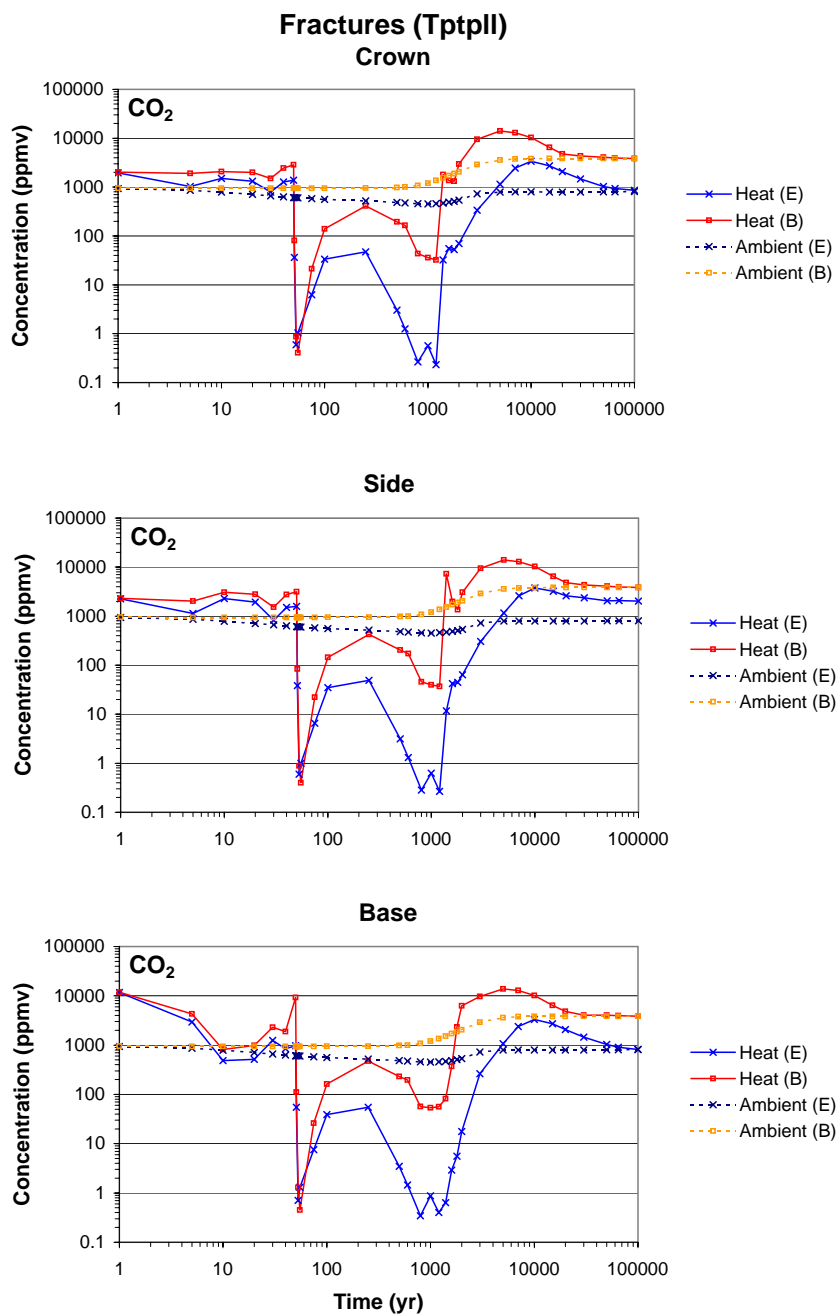 Fractures (Tptpll)
Crown
CO2
Concentration (ppmv)
100000
10000
1000
100
10
1
0.1
1 10 100 1000 10000 100000
Heat (E)
Heat (B)
Ambient (E)
Ambient (B)
Side
CO2
Concentration (ppmv)
100000
10000
1000
100
10
1
0.1
1 10 100 1000 10000 100000
Heat (E)
Heat (B)
Ambient (E)
Ambient (B)
Base
CO2
Concentration (ppmv)
100000
10000
1000
100
10
1
0.1
1 10 100 1000 10000 100000
Time (yr)
Heat (E)
Heat (B)
Ambient (E)
Ambient (B)